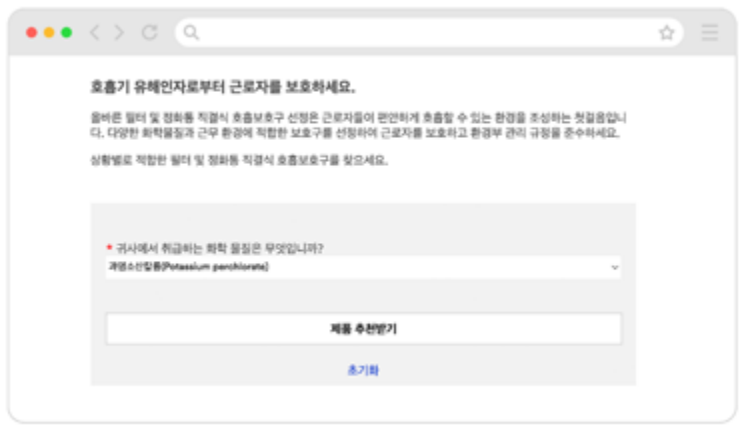 호흡기 유해인자로부터 근로자를 보호하세요.
올바른 필터 및 정화통 직결식 호흡보호구 선정은 근로자들이 편안하게 호흡할 수 있는 환경을 조성하는 첫걸음입니
다. 다양한 화학물질과 근무 환경에 적합한 보호구를 선정하여 근로자를 보호하고 환경부 관리 규정을 준수하세요.
상황별로 적합한 필터 및 정화통 직결식 호흡보호구를 찾으세요.
* 귀사에서 취급하는 화학 물질은 무엇입니까?
과염소산칼륨(Potassium perchlorate)
제품 추천받기
초기화